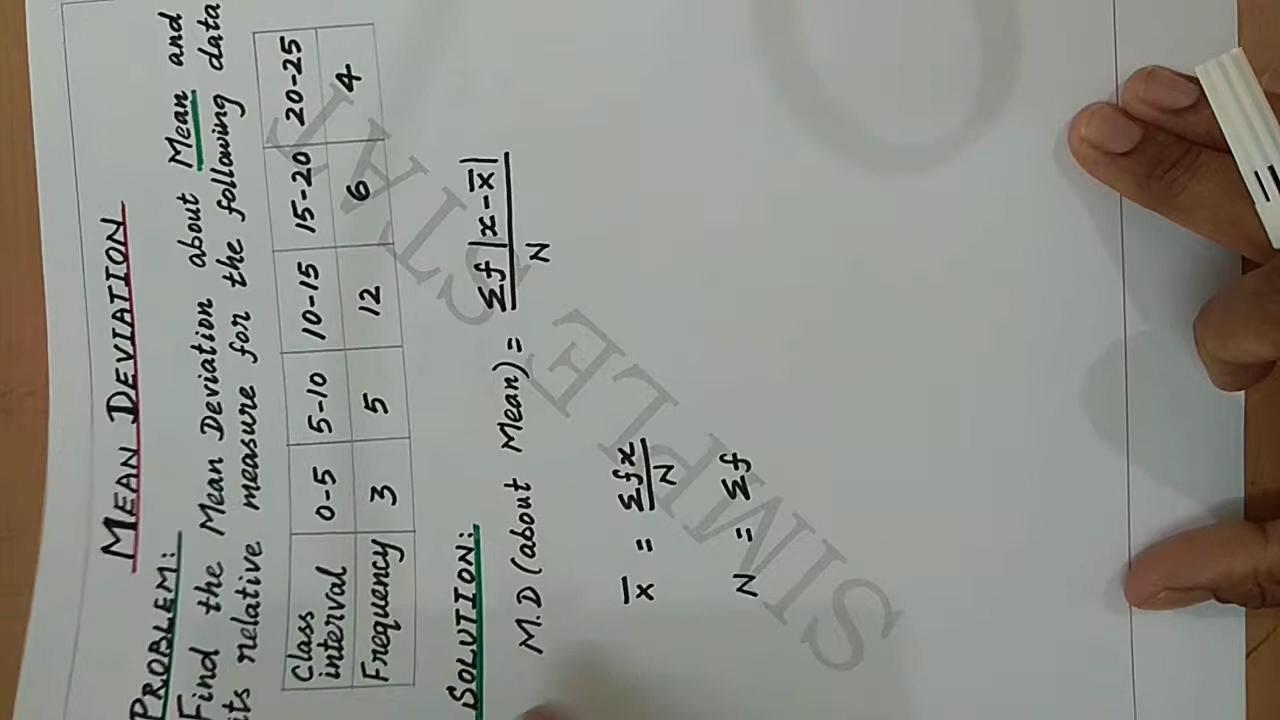 MEAN DEVIATION
PROBLEM:
Find the Mean Deviation about Mean and
its relative measure for the following data
Class interval 0-5 5-10 10-15 15-20 20-25
Frequency 3 5 12 6 4
SOLUTION:
M.D (about Mean) = Σf |x-x̅| / N
x̅ = Σfx / N
N = Σf
SIMPLE STAT